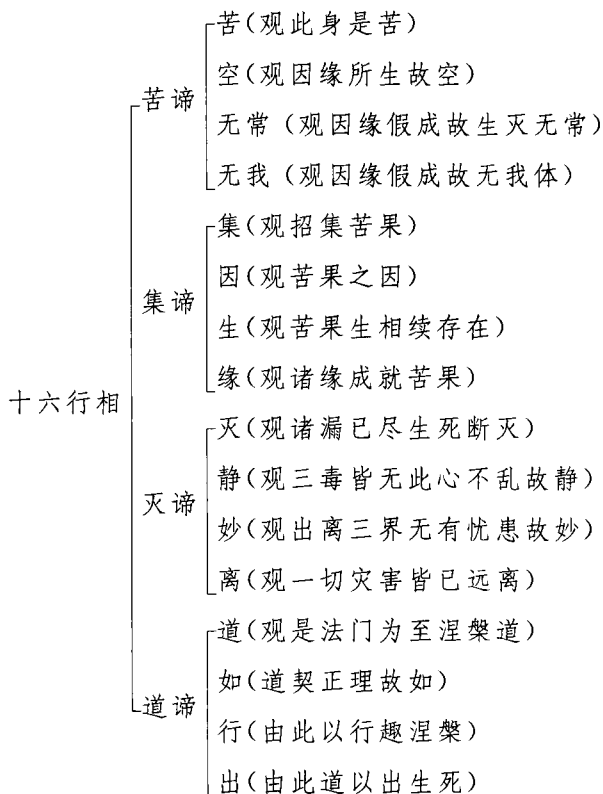 十六行相
苦谛
苦(观此身是苦)
空(观因缘所生故空)
无常(观因缘假成故生灭无常)
无我(观因缘假成故无我体)
集谛
集(观招集苦果)
因(观苦果之因)
生(观苦果生相续存在)
缘(观诸缘成就苦果)
灭谛
灭(观诸漏已尽生死断灭)
静(观三毒皆无此心不乱故静)
妙(观出离三界无有忧患故妙)
离(观一切灾害皆已远离)
道谛
道(观是法门为至涅槃道)
如(道契正理故如)
行(由此以行趣涅槃)
出(由此道以出生死)